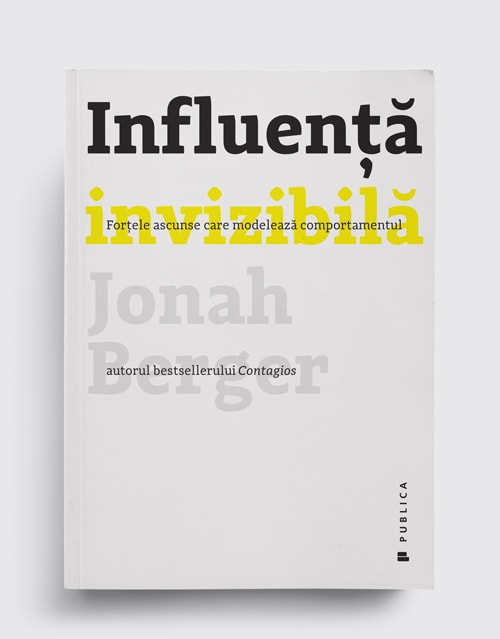 Influență
invizibilă
Forțele ascunse care modelează comportamentul
Jonah
Berger
autorul bestsellerului Contagios
PUBLICA